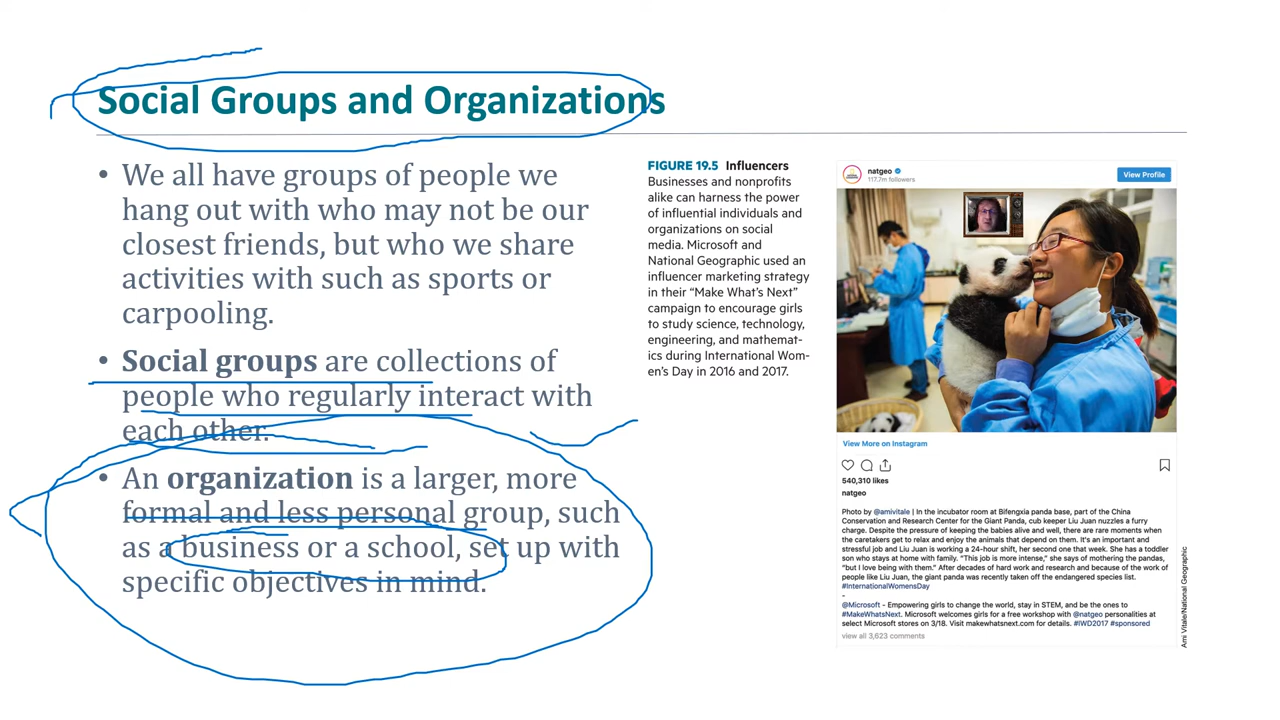 Social Groups and Organizations
• We all have groups of people we
hang out with who may not be our
closest friends, but who we share
activities with such as sports or
carpooling.
• Social groups are collections of
people who regularly interact with
each other.
• An organization is a larger, more
formal and less personal group, such
as a business or a school, set up with
specific objectives in mind.
FIGURE 19.5 Influencers
Businesses and nonprofits
alike can harness the power
of influential individuals and
organizations on social
media. Microsoft and
National Geographic used an
influencer marketing strategy
in their “Make What’s Next”
campaign to encourage girls
to study science, technology,
engineering, and mathemat-
ics during International Wom-
en’s Day in 2016 and 2017.
natgeo
117.7m followers
View Profile
View More on Instagram
540,310 likes
natgeo
Photo by @amivitale | In the incubator room at Bifengxia panda base, part of the China
Conservation and Research Center for the Giant Panda, cub keeper Liu Juan nuzzles a furry
charge. Despite the pressure of keeping the babies alive and well, there are rare moments when
the caretakers get to relax and enjoy the animals that depend on them. It's an important and
stressful job and Liu Juan is working a 24-hour shift, her second one that week. She has a toddler
son who stays at home with family. “This job is more intense,” she says of mothering the pandas,
“but I love being with them.” After decades of hard work and research and because of the work of
people like Liu Juan, the giant panda was recently taken off the endangered species list.
#InternationalWomensDay
-
@Microsoft - Empowering girls to change the world, stay in STEM, and be the ones to
#MakeWhatsNext. Microsoft welcomes girls for a free workshop with @natgeo personalities at
select Microsoft stores on 3/18. Visit makewhatsnext.com for details. #IWD2017 #sponsored
view all 3,623 comments
Ami Vitale/National Geographic